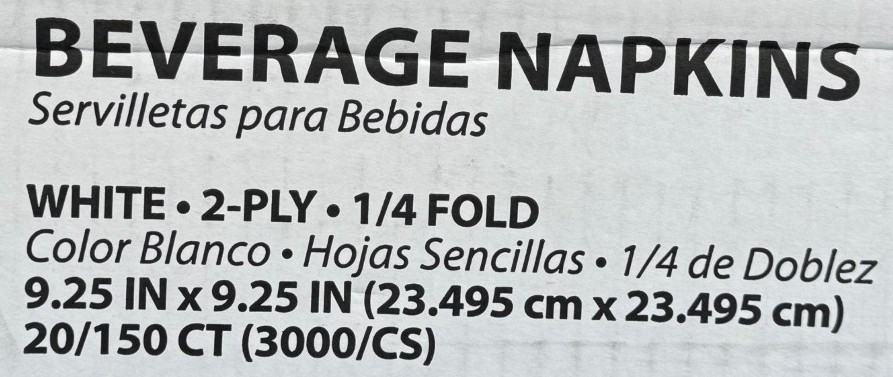 BEVERAGE NAPKINS
Servilletas para Bebidas
WHITE • 2-PLY • 1/4 FOLD
Color Blanco • Hojas Sencillas • 1/4 de Doblez
9.25 IN x 9.25 IN (23.495 cm x 23.495 cm)
20/150 CT (3000/CS)